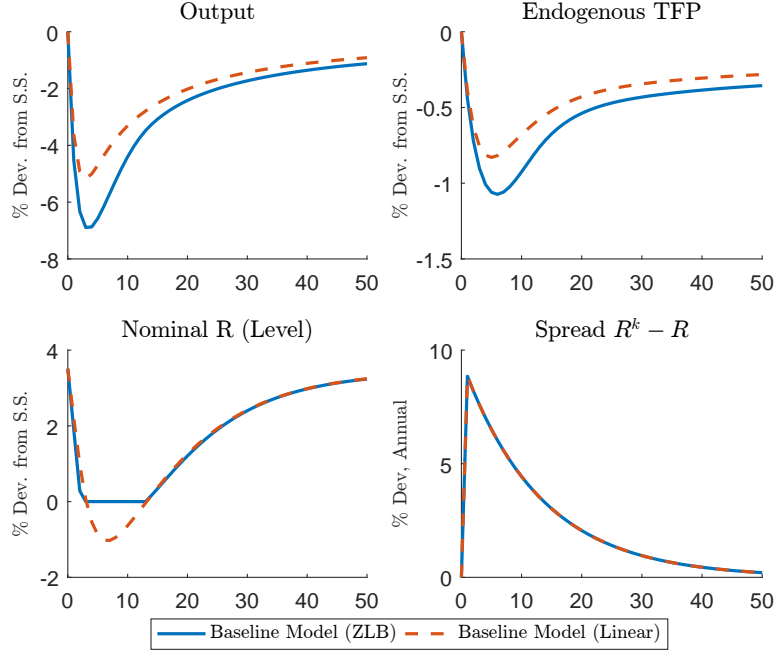 Output
Endogenous TFP
% Dev. from S.S.
0
-2
-4
-6
-8
0 10 20 30 40 50
% Dev. from S.S.
0
-0.5
-1
-1.5
0 10 20 30 40 50
Nominal R (Level)
Spread R^k − R
% Dev. from S.S.
4
2
0
-2
0 10 20 30 40 50
% Dev, Annual
10
5
0
0 10 20 30 40 50
Baseline Model (ZLB) Baseline Model (Linear)